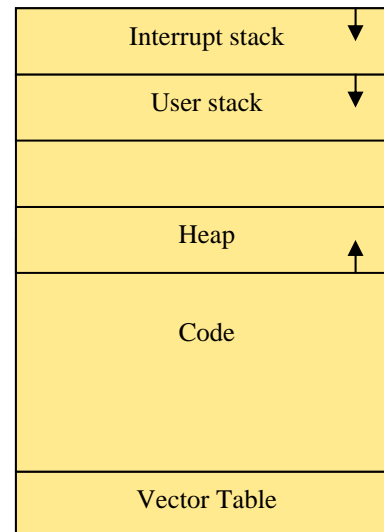 Interrupt stack
User stack
Heap
Code
Vector Table